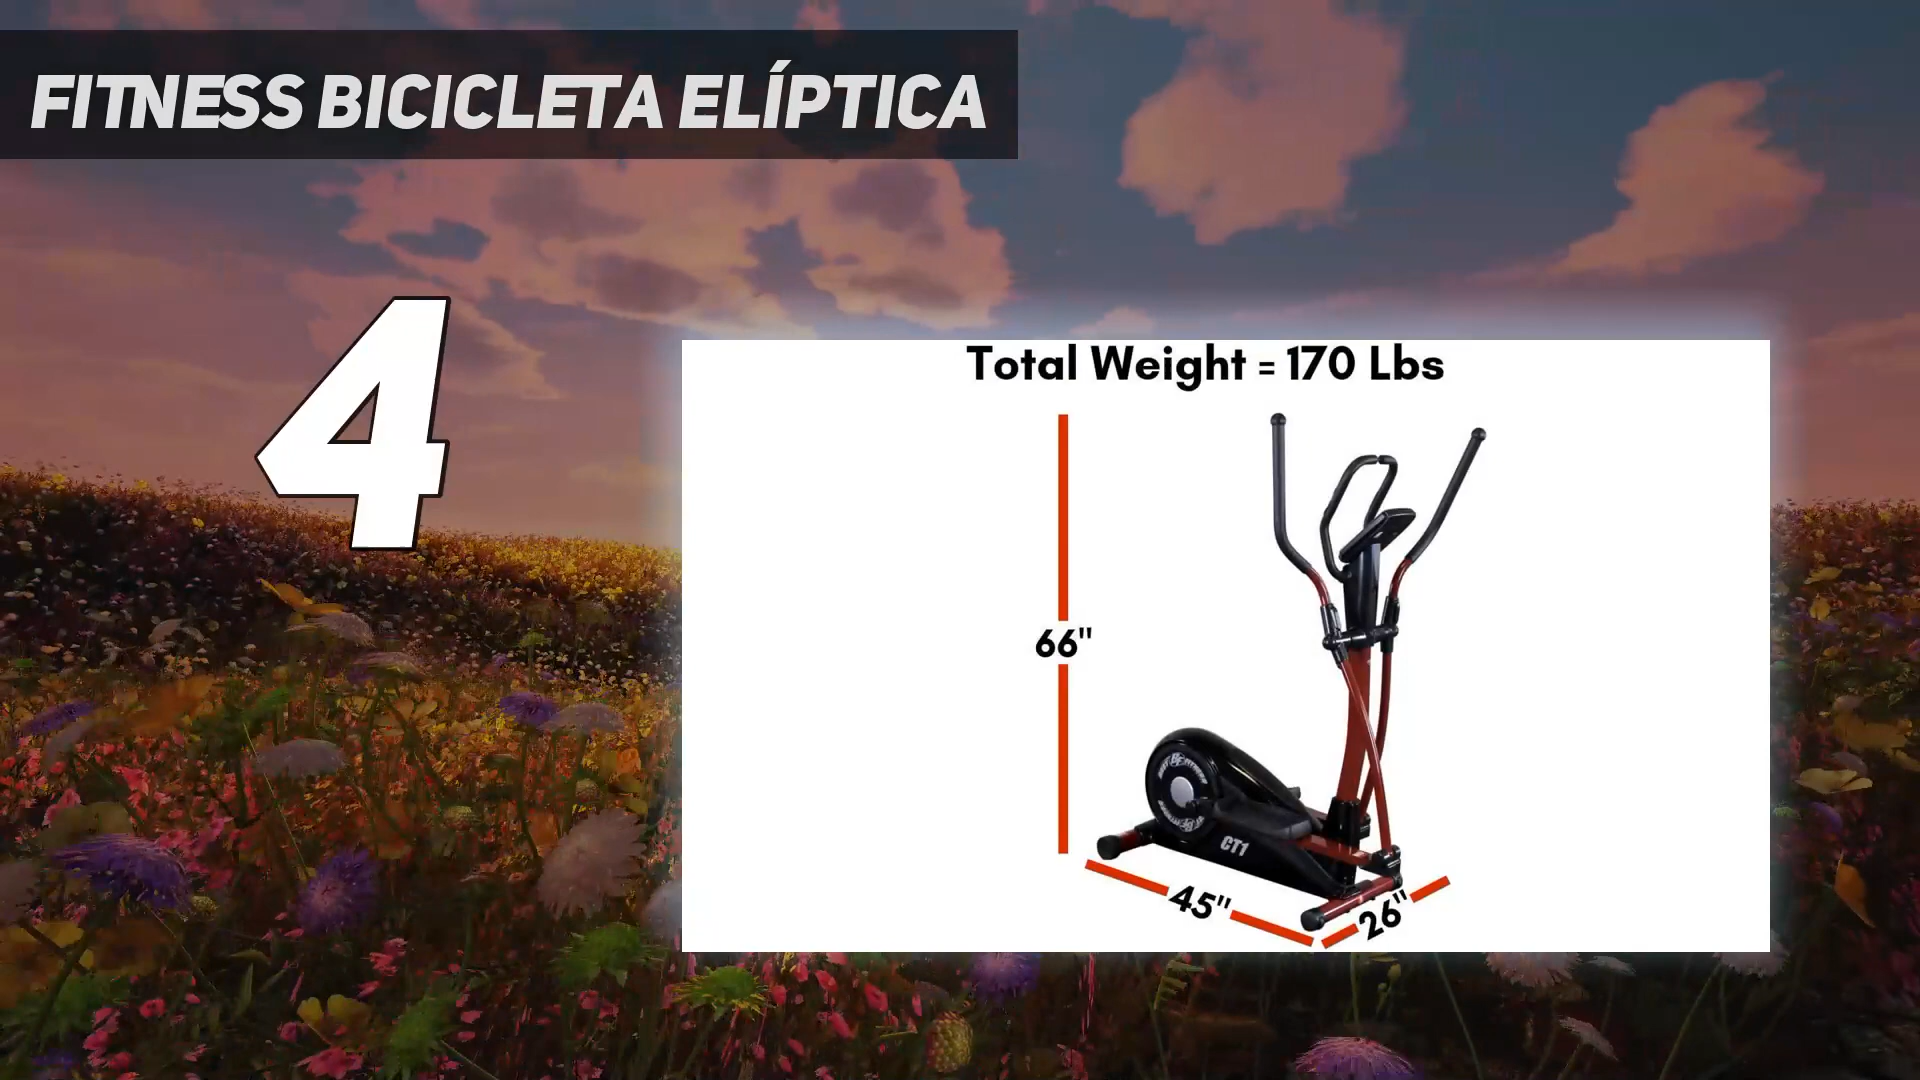 FITNESS BICICLETA ELÍPTICA
4
Total Weight = 170 Lbs
66"
CT1
45"
26"